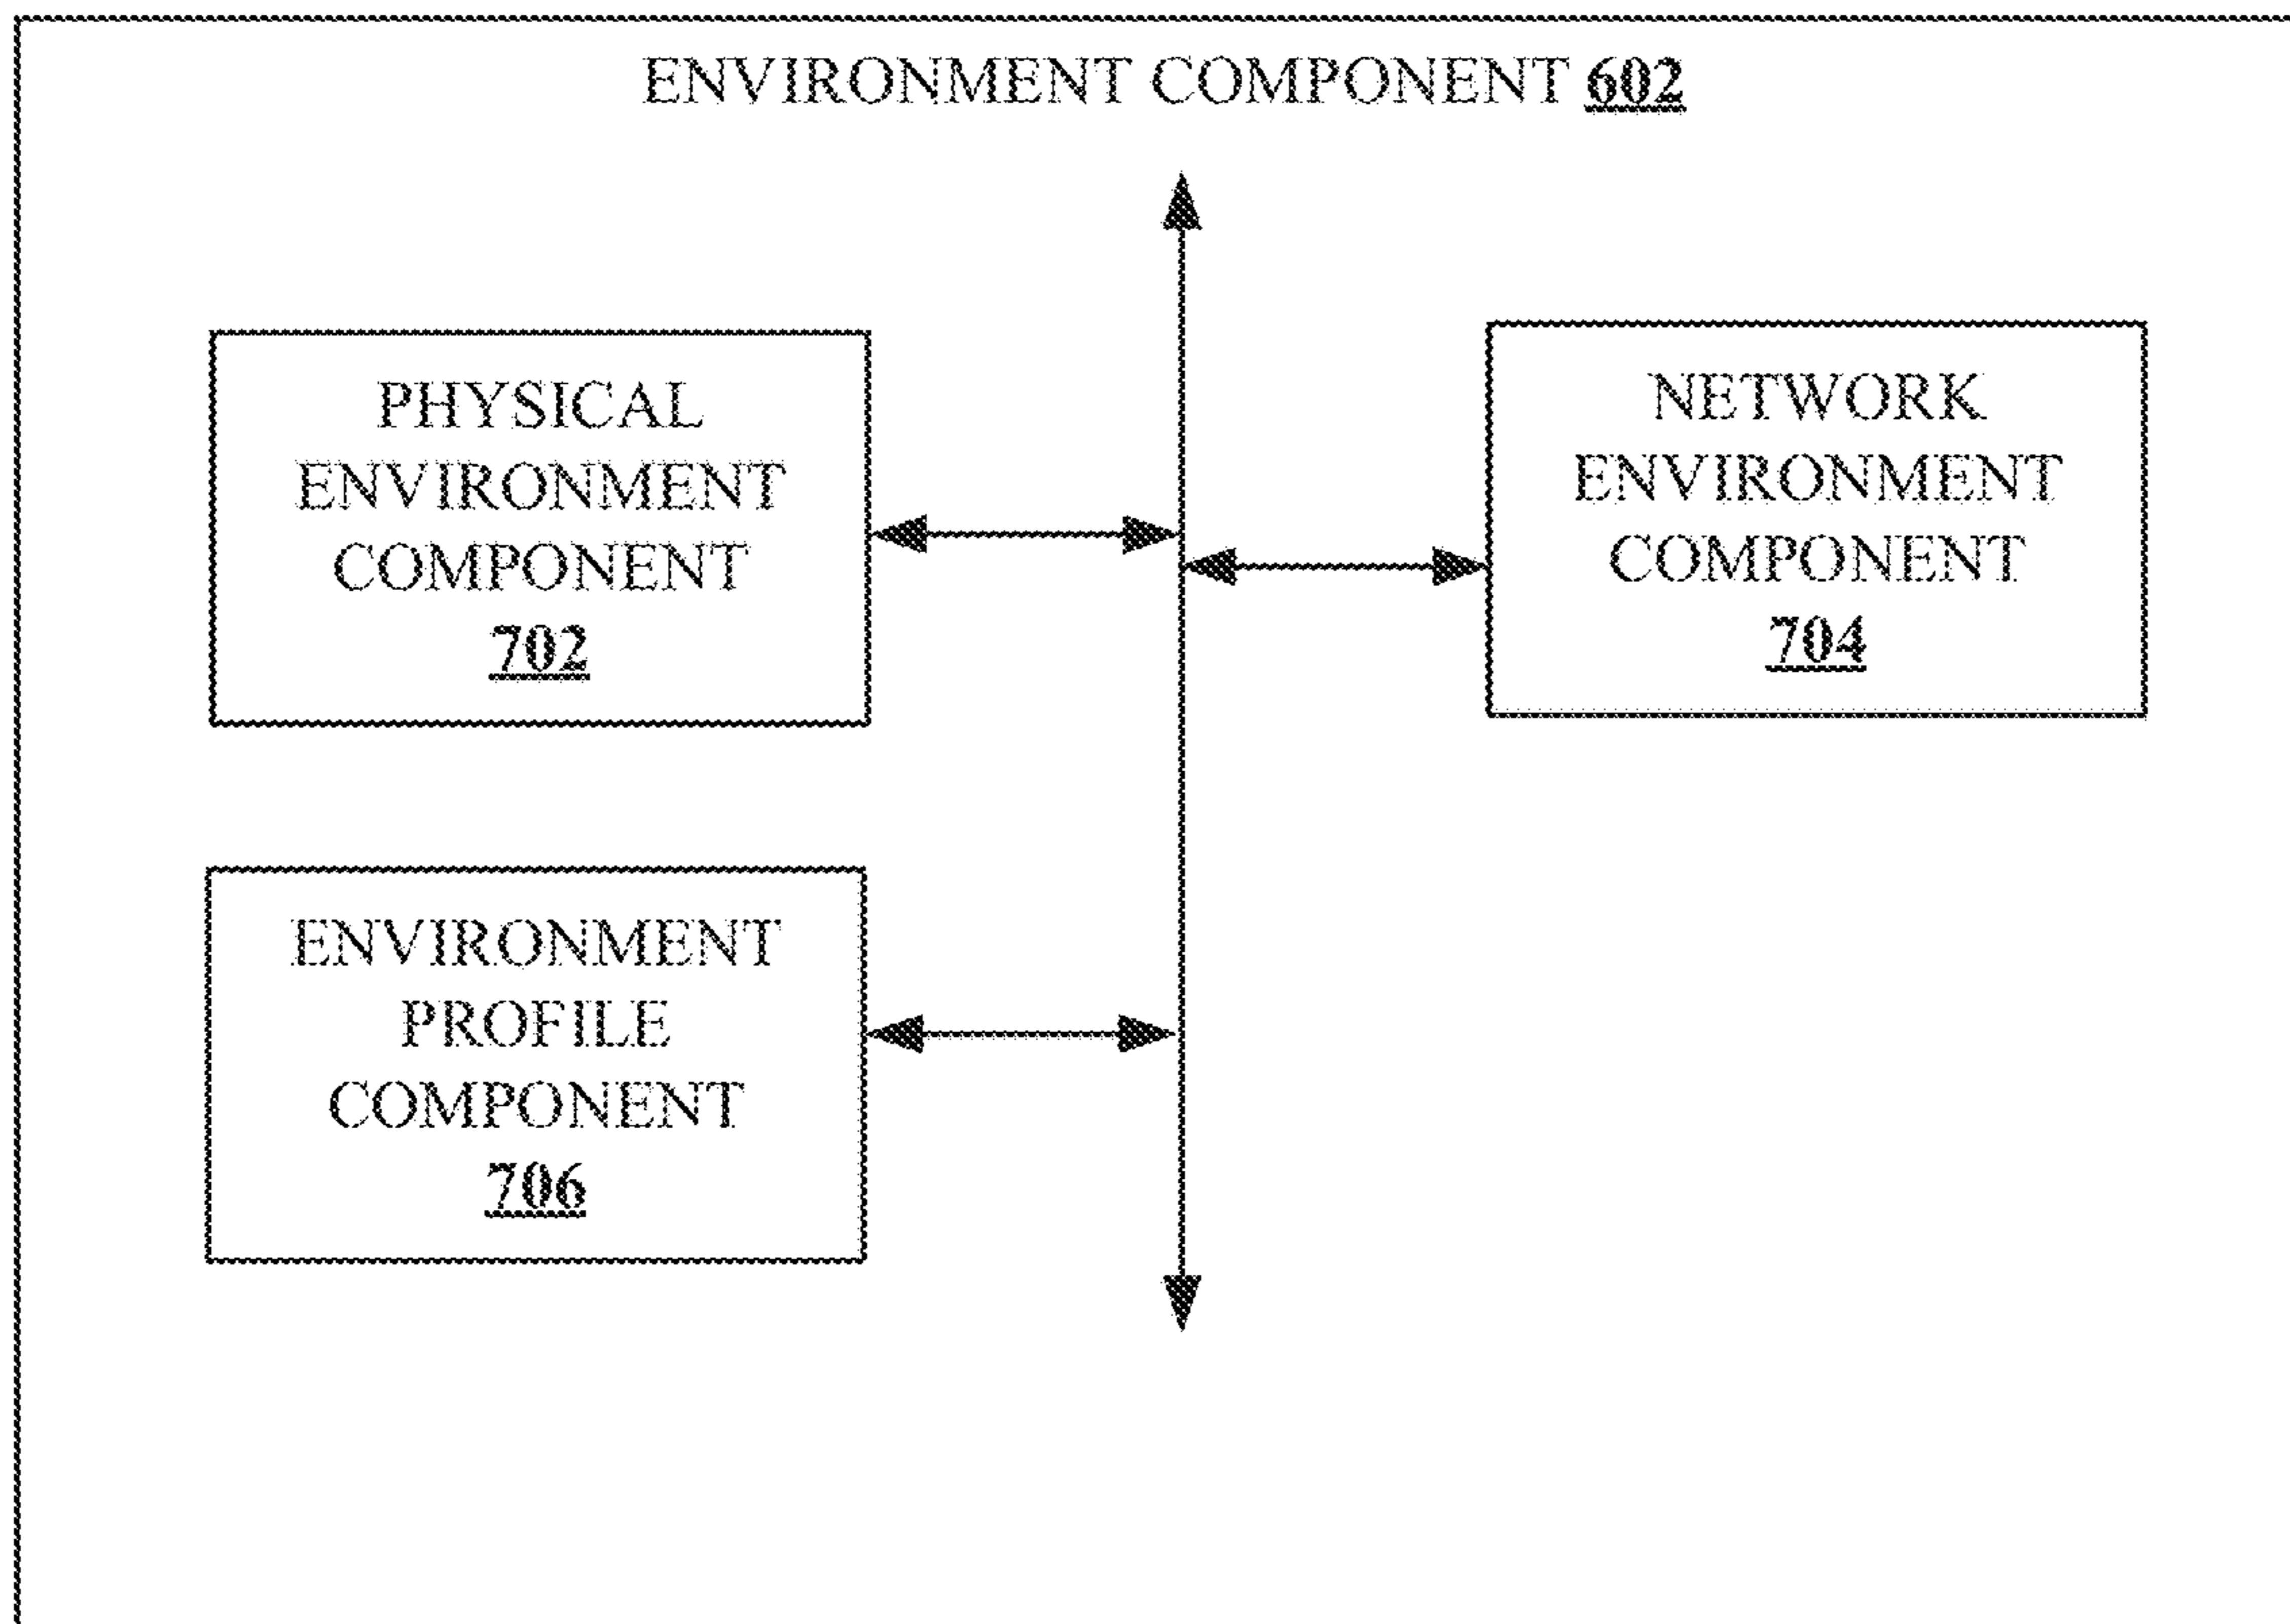 ENVIRONMENT COMPONENT 602
PHYSICAL
ENVIRONMENT
COMPONENT
702
NETWORK
ENVIRONMENT
COMPONENT
704
ENVIRONMENT
PROFILE
COMPONENT
706